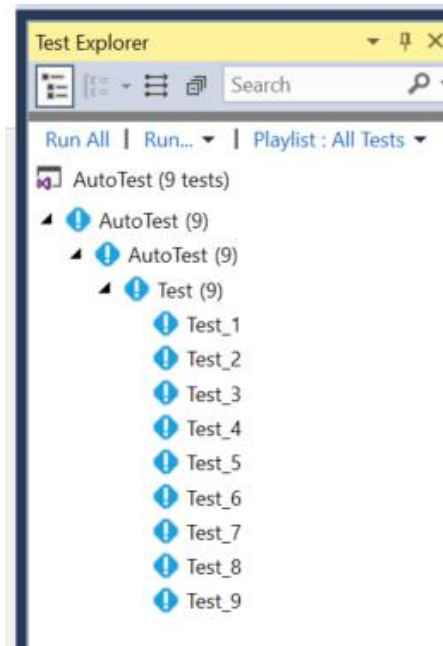 Test Explorer
Search
Run All | Run... | Playlist : All Tests
AutoTest (9 tests)
AutoTest (9)
AutoTest (9)
Test (9)
Test_1
Test_2
Test_3
Test_4
Test_5
Test_6
Test_7
Test_8
Test_9